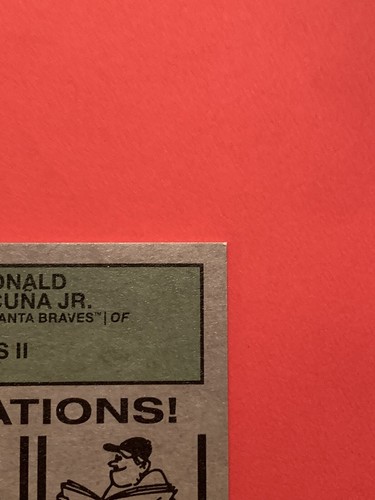 ONALD
CUÑA JR.
ANTA BRAVES™ | OF
S II
ATIONS!